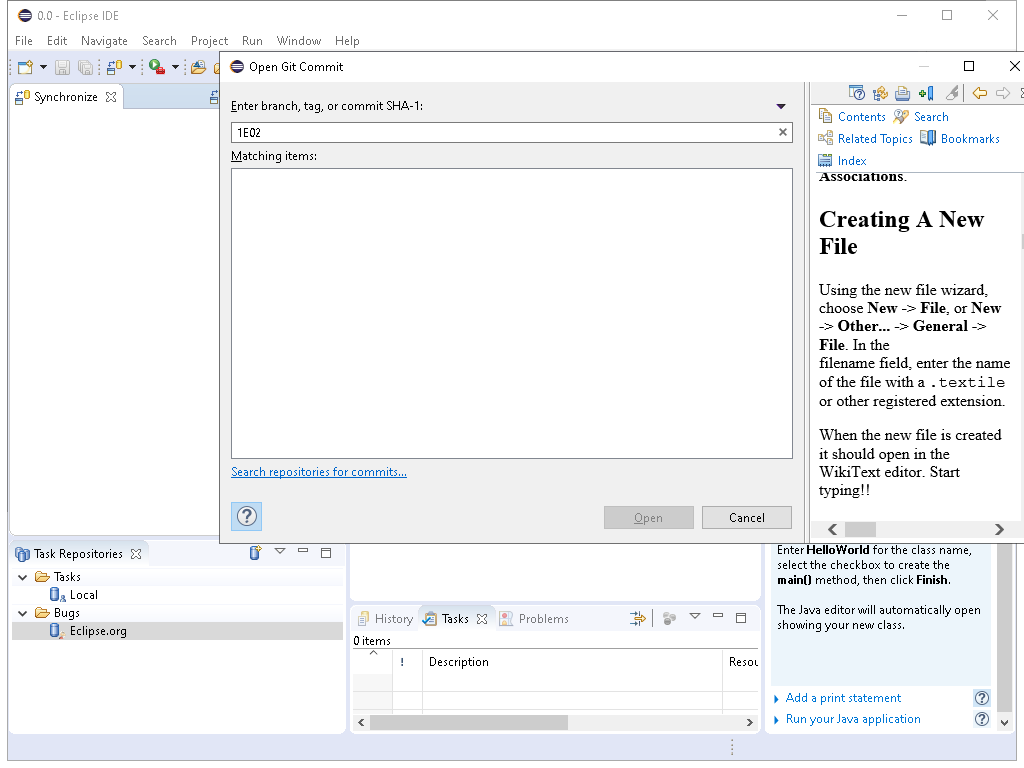 0.0 - Eclipse IDE
File Edit Navigate Search Project Run Window Help
Open Git Commit
Synchronize
Enter branch, tag, or commit SHA-1:
1E02
Matching items:
Search repositories for commits...
Open Cancel
Contents Search
Related Topics Bookmarks
Index
Associations.
Creating A New
File
Using the new file wizard,
choose New -> File, or New
-> Other... -> General ->
File. In the
filename field, enter the name
of the file with a .textile
or other registered extension.
When the new file is created
it should open in the
WikiText editor. Start
typing!!
Task Repositories
Tasks
Local
Bugs
Eclipse.org
History Tasks Problems
0 items
! Description Resou
Enter HelloWorld for the class name,
select the checkbox to create the
main() method, then click Finish.
The Java editor will automatically open
showing your new class.
Add a print statement
Run your Java application